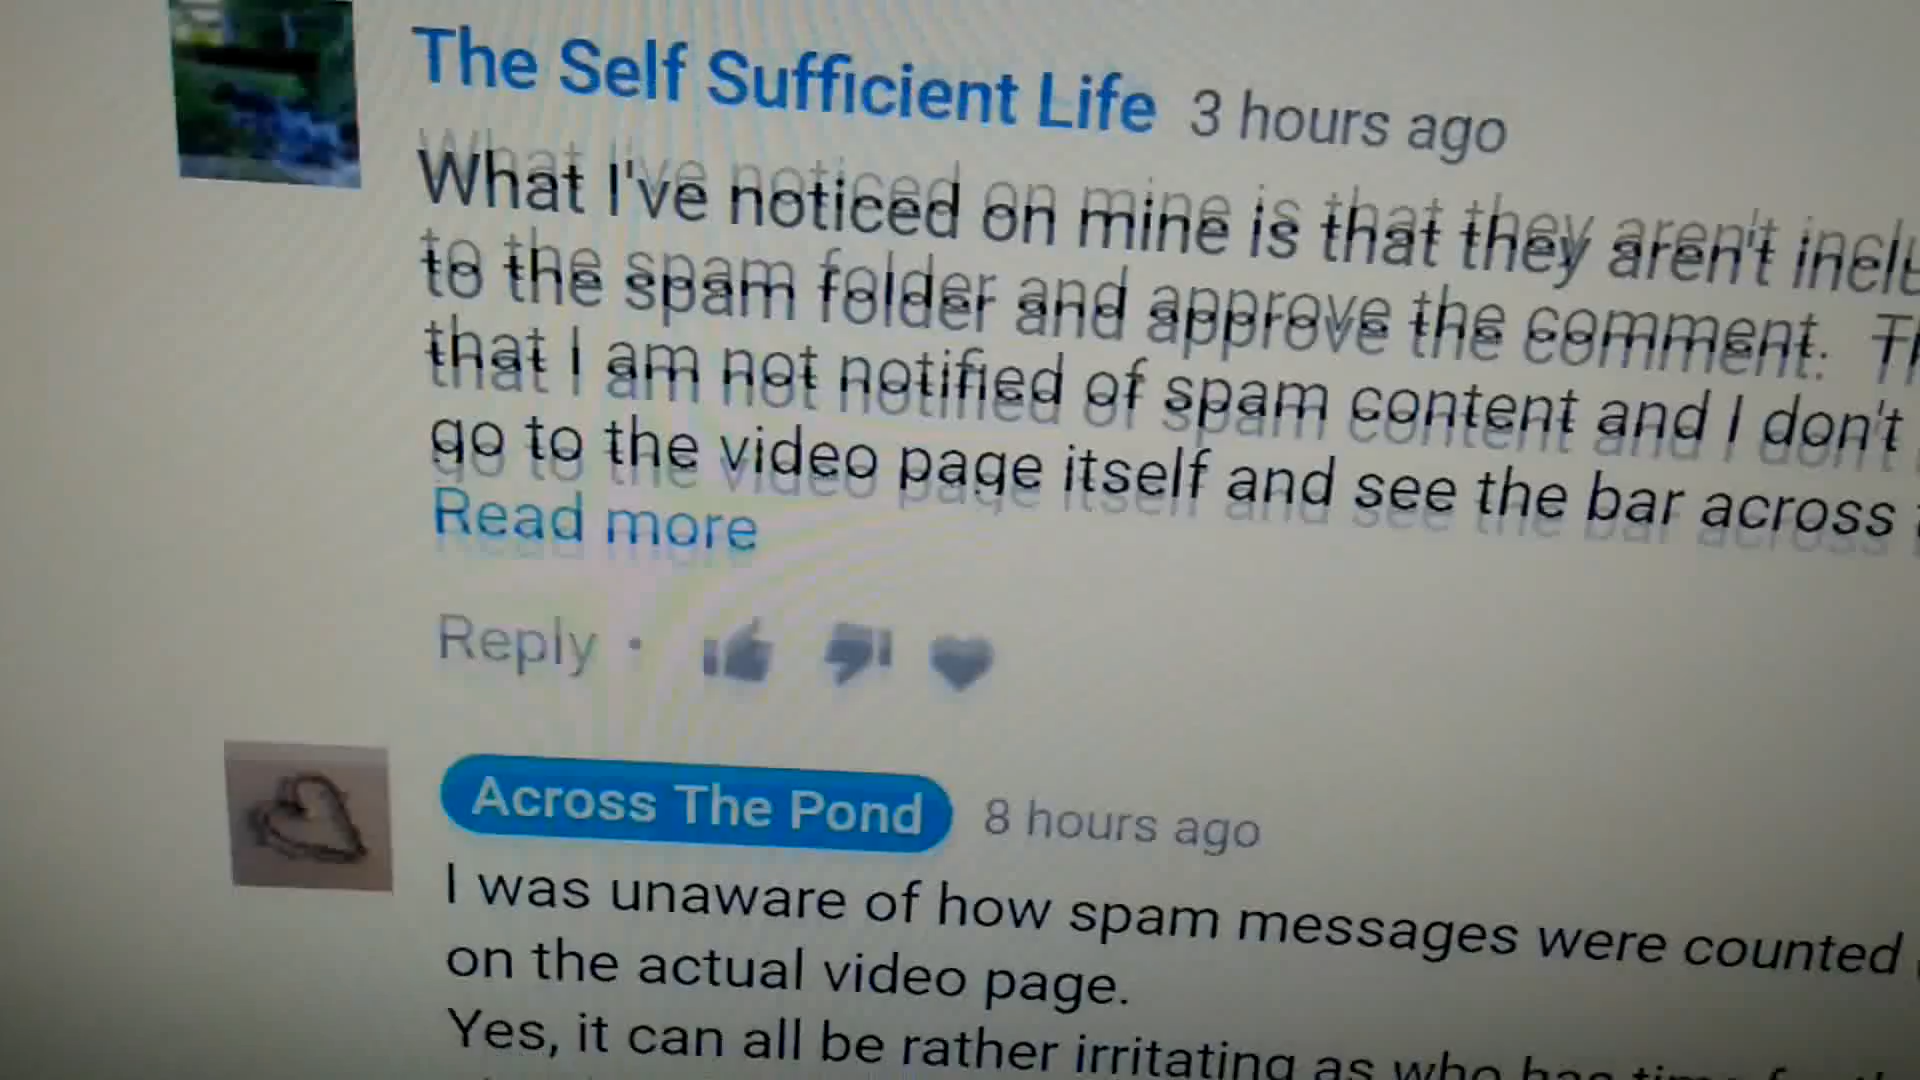 The Self Sufficient Life 3 hours ago
What I've noticed on mine is that they aren't
to the spam folder and approve the comment.
that I am not notified of spam content and I don't
go to the video page itself and see the bar across
Read more
Reply •
Across The Pond 8 hours ago
I was unaware of how spam messages were counted
on the actual video page.
Yes, it can all be rather irritating as who has time